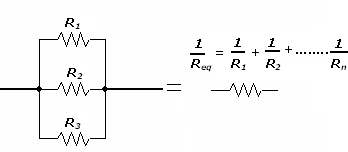 R1
R2
R3
=
1/Req = 1/R1 + 1/R2 + ........ 1/Rn